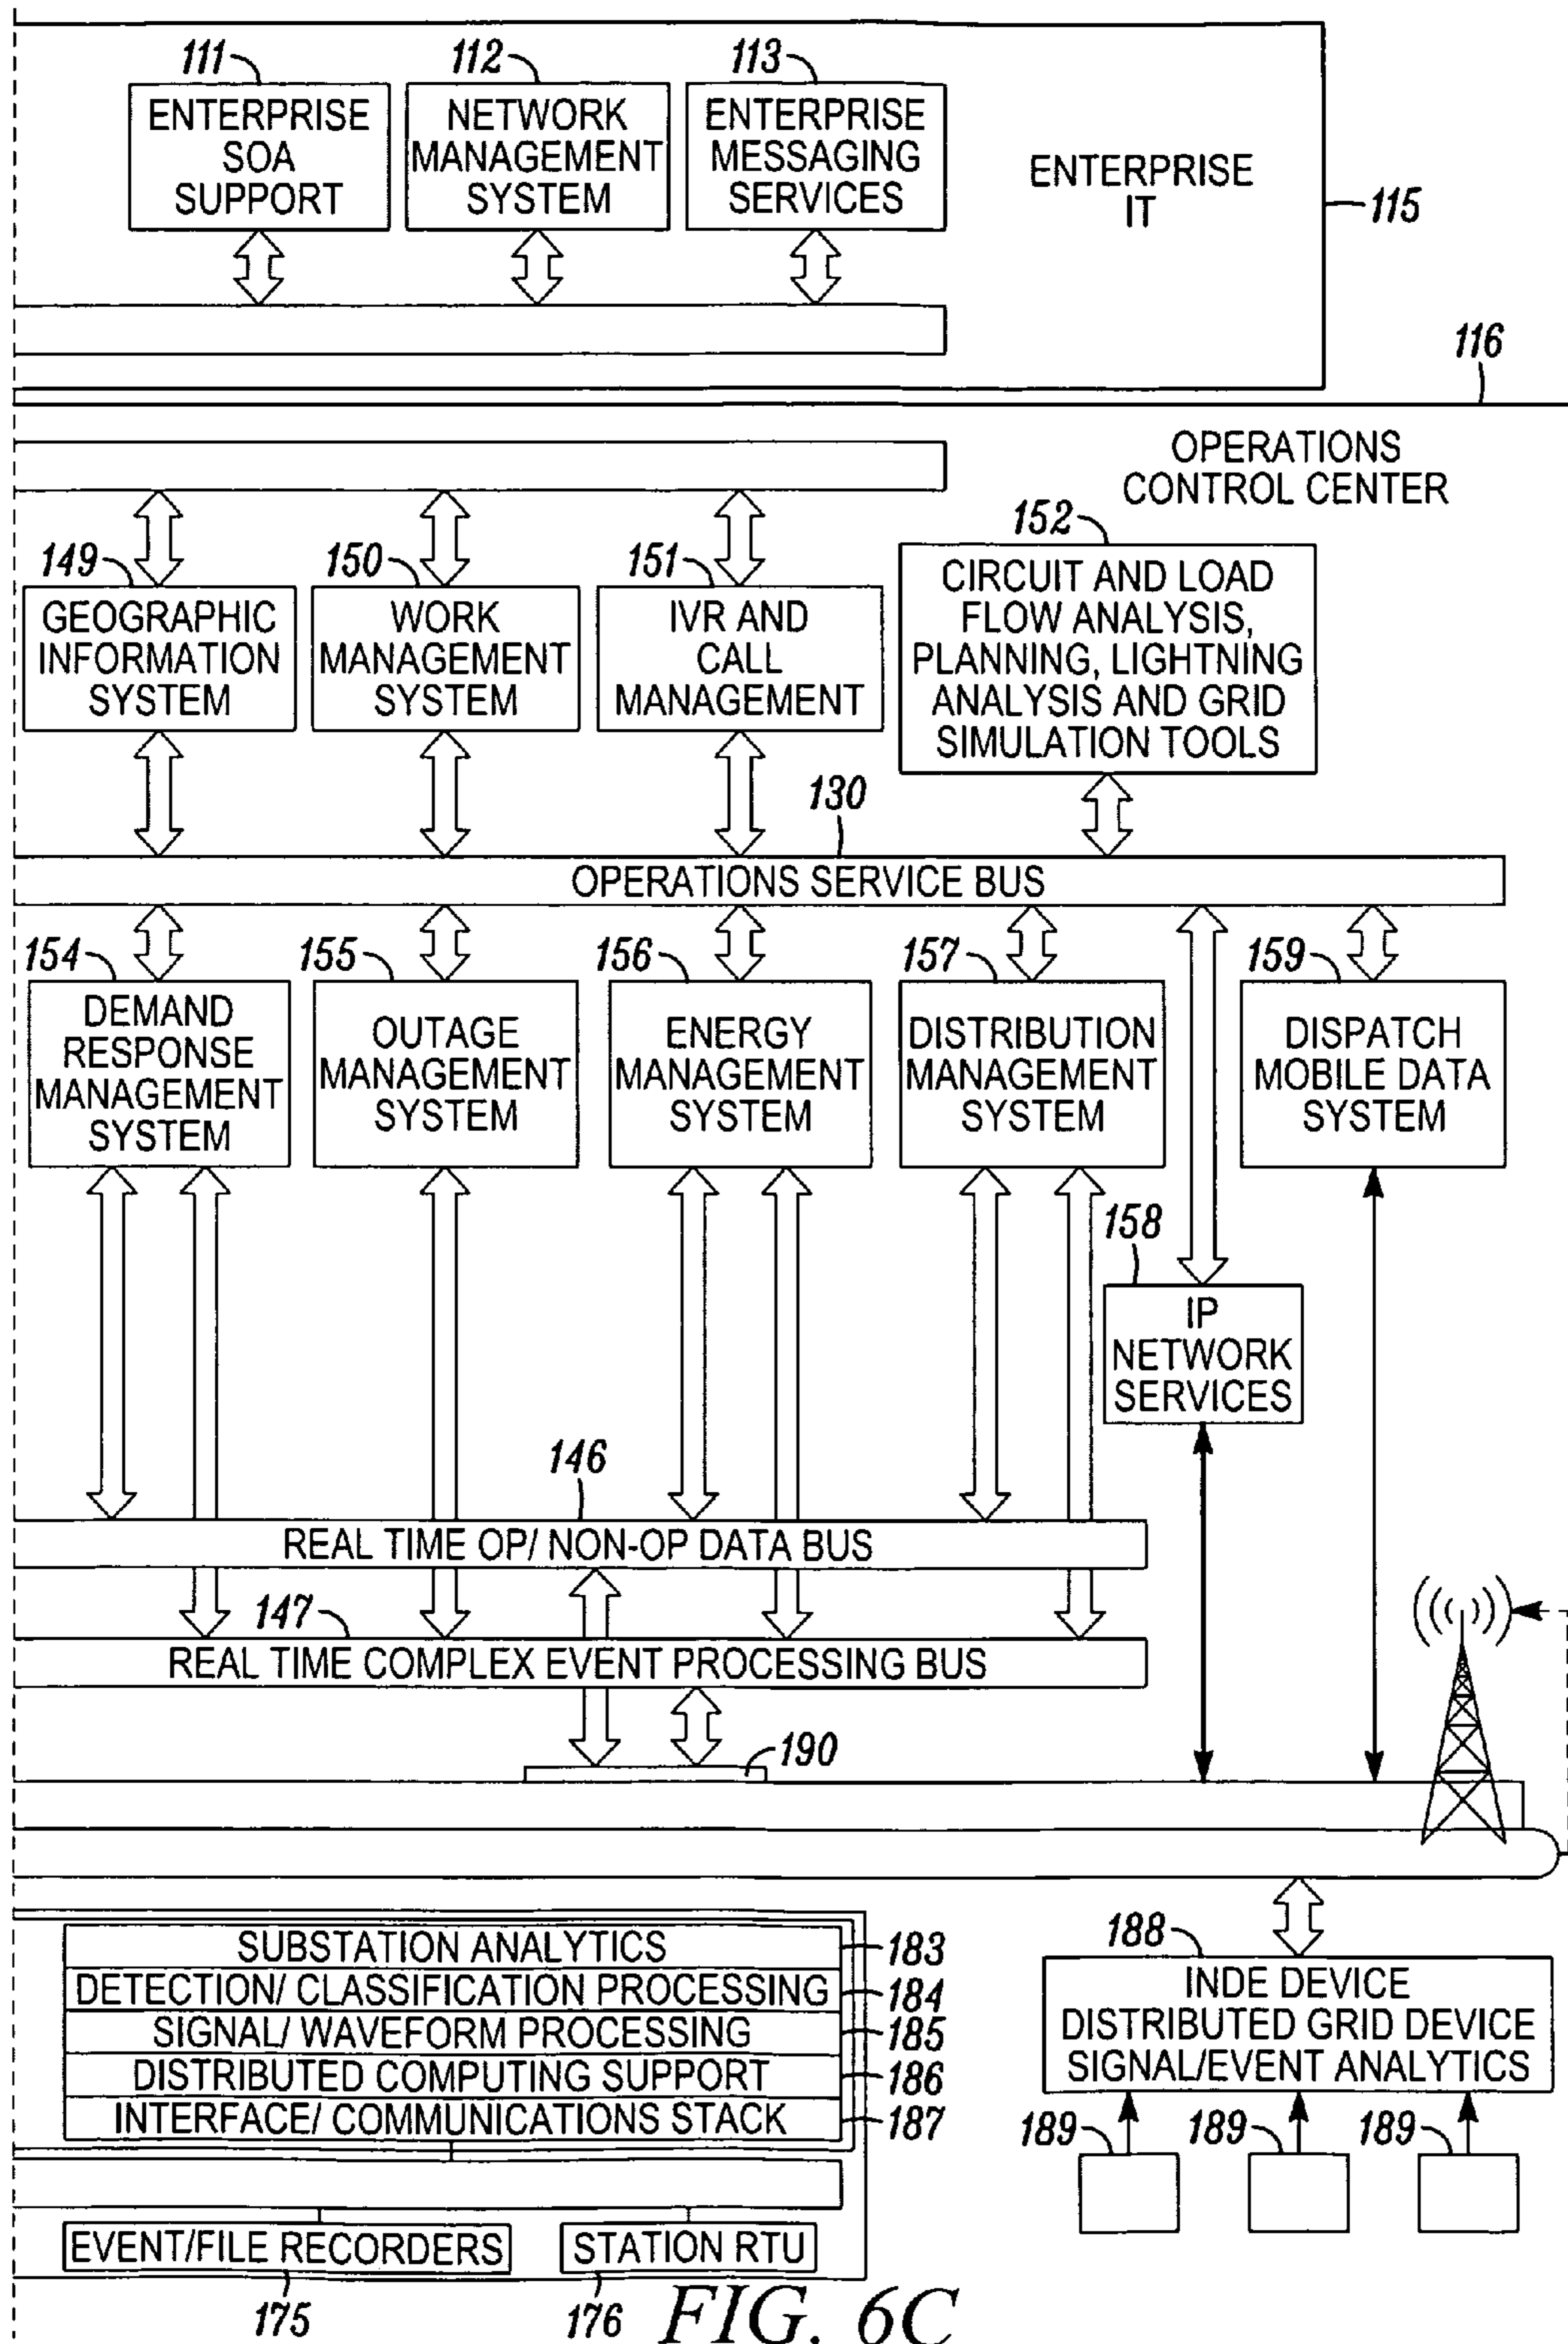 111
112
113
ENTERPRISE
SOA
SUPPORT
NETWORK
MANAGEMENT
SYSTEM
ENTERPRISE
MESSAGING
SERVICES
ENTERPRISE
IT
115
116
OPERATIONS
CONTROL CENTER
149
GEOGRAPHIC
INFORMATION
SYSTEM
150
WORK
MANAGEMENT
SYSTEM
151
IVR AND
CALL
MANAGEMENT
152
CIRCUIT AND LOAD
FLOW ANALYSIS,
PLANNING, LIGHTNING
ANALYSIS AND GRID
SIMULATION TOOLS
130
OPERATIONS SERVICE BUS
154
DEMAND
RESPONSE
MANAGEMENT
SYSTEM
155
OUTAGE
MANAGEMENT
SYSTEM
156
ENERGY
MANAGEMENT
SYSTEM
157
DISTRIBUTION
MANAGEMENT
SYSTEM
159
DISPATCH
MOBILE DATA
SYSTEM
158
IP
NETWORK
SERVICES
146
REAL TIME OP/ NON-OP DATA BUS
147
REAL TIME COMPLEX EVENT PROCESSING BUS
190
SUBSTATION ANALYTICS
183
DETECTION/ CLASSIFICATION PROCESSING
184
SIGNAL/ WAVEFORM PROCESSING
185
DISTRIBUTED COMPUTING SUPPORT
186
INTERFACE/ COMMUNICATIONS STACK
187
188
INDE DEVICE
DISTRIBUTED GRID DEVICE
SIGNAL/EVENT ANALYTICS
189
189
189
EVENT/FILE RECORDERS
STATION RTU
175
176
FIG. 6C